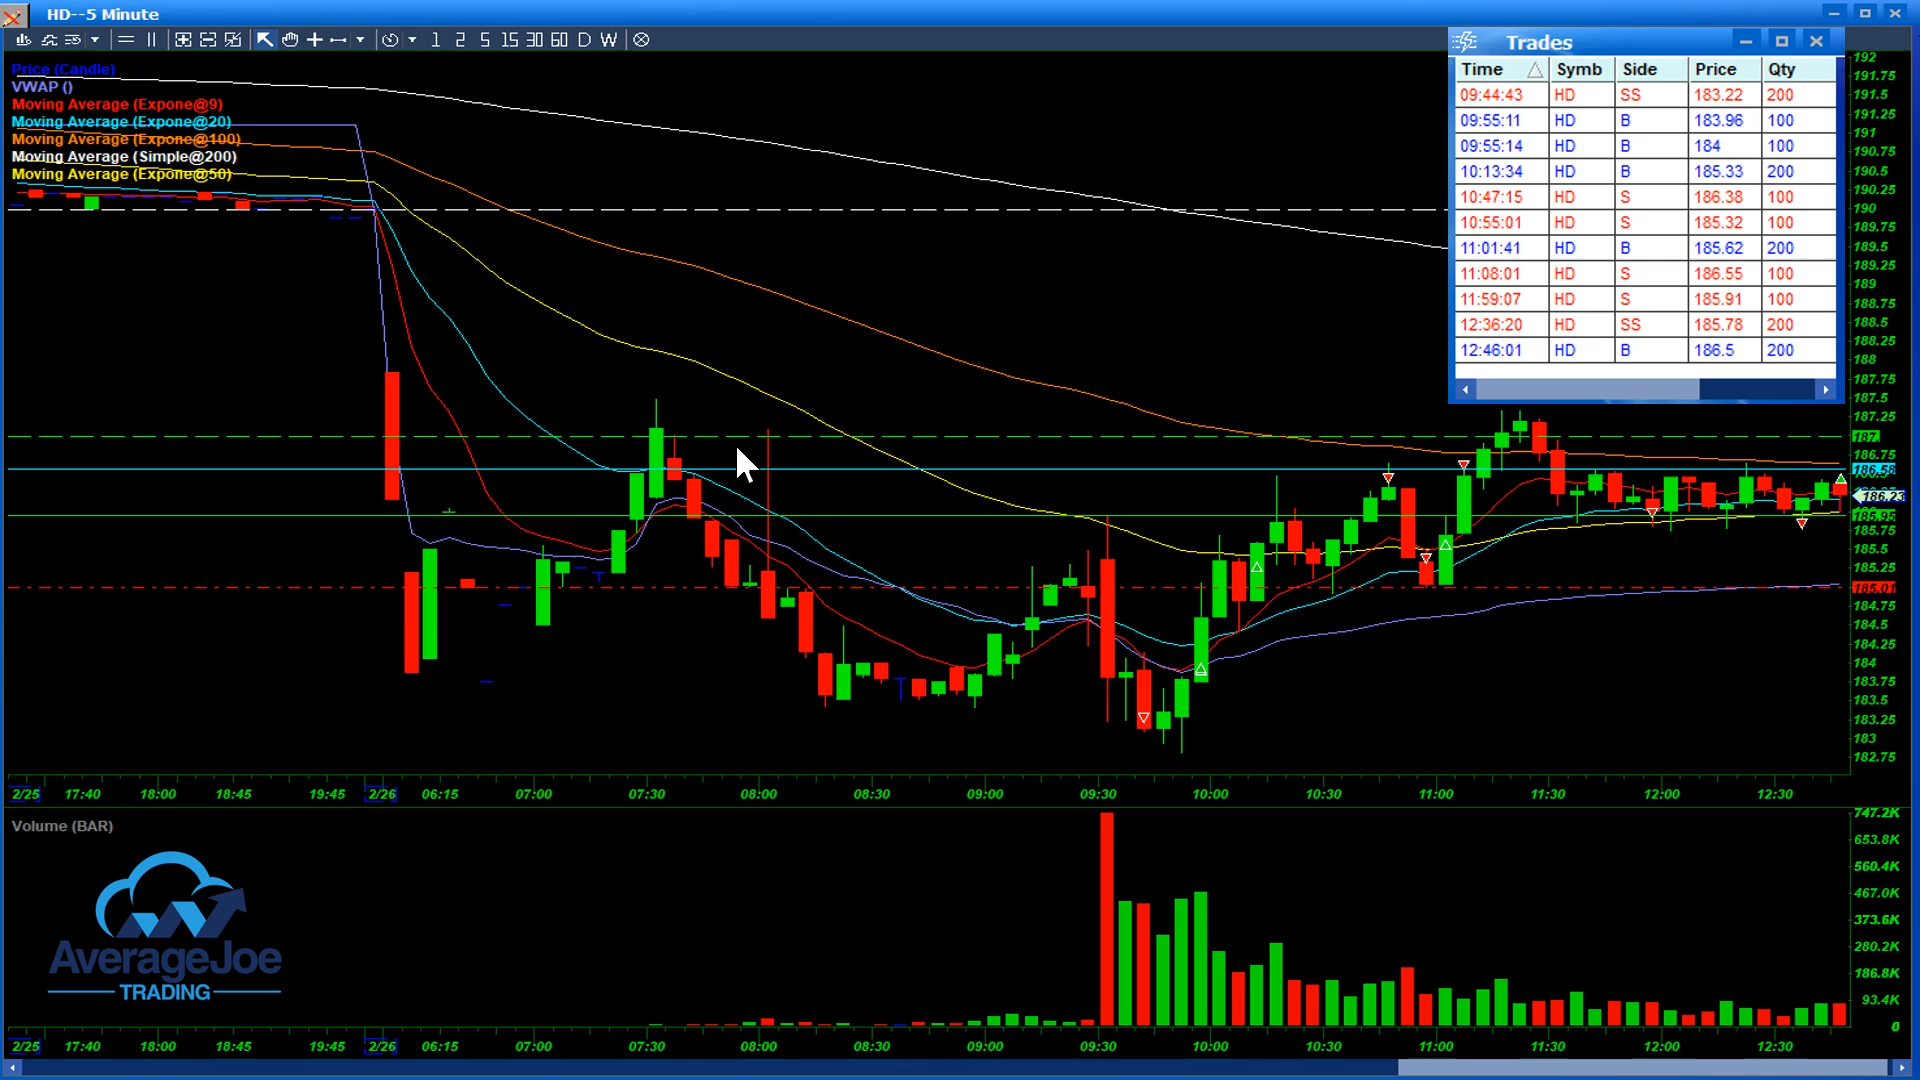 HD--5 Minute
1 2 5 15 30 60 D W
Price (Candle)
VWAP ()
Moving Average (Expone@9)
Moving Average (Expone@20)
Moving Average (Expone@100)
Moving Average (Simple@200)
Moving Average (Expone@50)
Trades
Time Symb Side Price Qty
09:44:43 HD SS 183.22 200
09:55:11 HD B 183.96 100
09:55:14 HD B 184 100
10:13:34 HD B 185.33 200
10:47:15 HD S 186.38 100
10:55:01 HD S 185.32 100
11:01:41 HD B 185.62 200
11:08:01 HD S 186.55 100
11:59:07 HD S 185.91 100
12:36:20 HD SS 185.78 200
12:46:01 HD B 186.5 200
192
191.75
191.5
191.25
191
190.75
190.5
190.25
190
189.75
189.5
189.25
189
188.75
188.5
188.25
188
187.75
187.5
187.25
187
186.75
186.58
186.23
185.95
185.75
185.5
185.25
185.01
184.75
184.5
184.25
184
183.75
183.5
183.25
183
182.75
2/25 17:40 18:00 18:45 19:45 2/26 06:15 07:00 07:30 08:00 08:30 09:00 09:30 10:00 10:30 11:00 11:30 12:00 12:30
Volume (BAR)
747.2K
653.8K
560.4K
467.0K
373.6K
280.2K
186.8K
93.4K
0
AverageJoe
TRADING
2/25 17:40 18:00 18:45 19:45 2/26 06:15 07:00 07:30 08:00 08:30 09:00 09:30 10:00 10:30 11:00 11:30 12:00 12:30